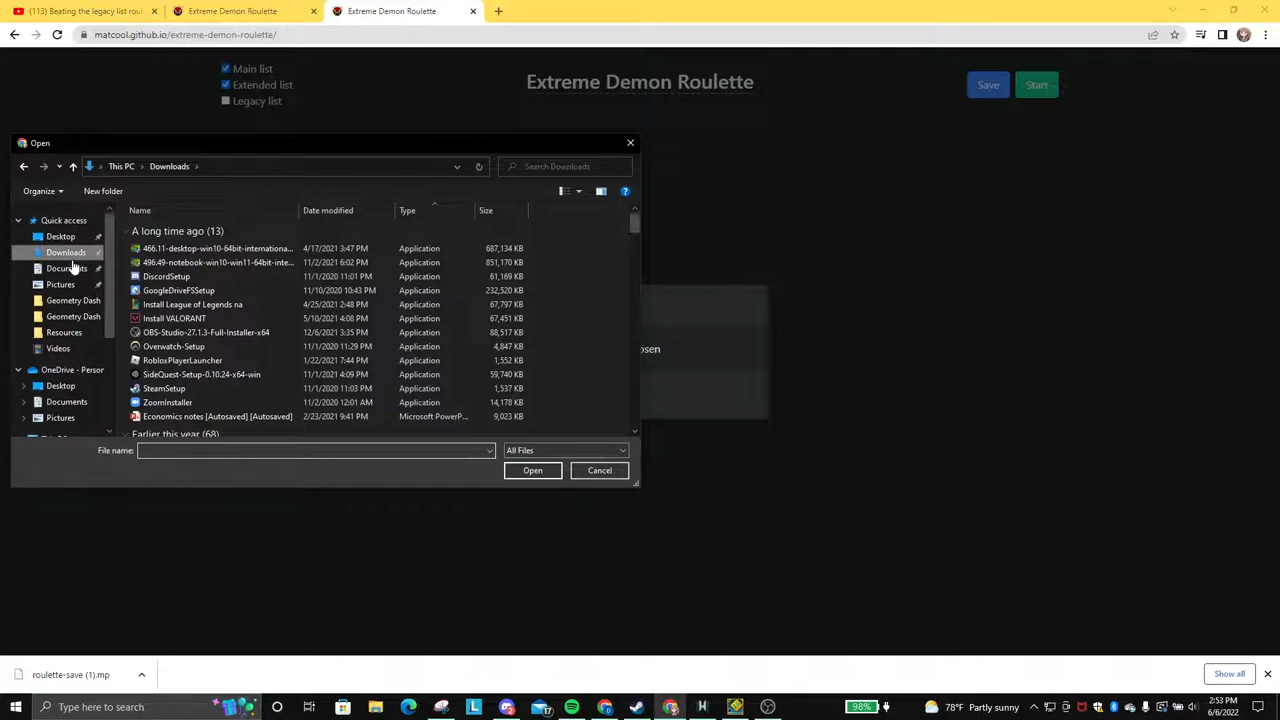 (113) Beating the legacy list roul
Extreme Demon Roulette
Extreme Demon Roulette
matcool.github.io/extreme-demon-roulette/
Main list
Extended list
Legacy list
Extreme Demon Roulette
Save
Start
Open
This PC
Downloads
Search Downloads
Organize
New folder
Name
Date modified
Type
Size
Quick access
Desktop
Downloads
Documents
Pictures
Geometry Dash
Geometry Dash
Resources
Videos
OneDrive - Person
Desktop
Documents
Pictures
A long time ago (13)
466.11-desktop-win10-64bit-internationa... 4/17/2021 3:47 PM Application 687,134 KB
496.49-notebook-win10-win11-64bit-inte... 11/2/2021 6:02 PM Application 851,170 KB
DiscordSetup 11/1/2020 11:01 PM Application 61,169 KB
GoogleDriveFSSetup 11/10/2020 10:43 PM Application 232,520 KB
Install League of Legends na 4/25/2021 2:48 PM Application 67,797 KB
Install VALORANT 5/10/2021 4:08 PM Application 67,451 KB
OBS-Studio-27.1.3-Full-Installer-x64 12/6/2021 3:35 PM Application 88,517 KB
Overwatch-Setup 11/1/2020 11:29 PM Application 4,847 KB
RobloxPlayerLauncher 1/22/2021 7:44 PM Application 1,552 KB
SideQuest-Setup-0.10.24-x64-win 11/1/2021 4:09 PM Application 59,740 KB
SteamSetup 11/1/2020 11:03 PM Application 1,537 KB
ZoomInstaller 11/2/2020 12:01 AM Application 14,178 KB
Economics notes [Autosaved] [Autosaved] 2/23/2021 9:41 PM Microsoft PowerP... 9,023 KB
Earlier this year (68)
osen
File name:
All Files
Open
Cancel
roulette-save (1).mp
Show all
Type here to search
98%
78°F Partly sunny
2:53 PM
6/6/2022